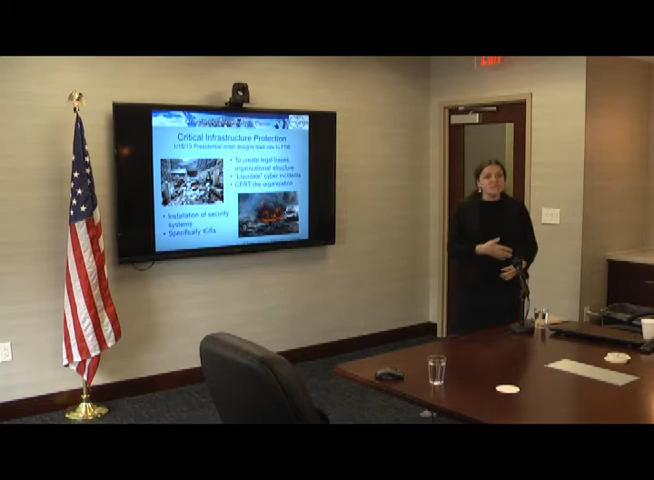 EXIT
Critical Infrastructure Protection
1/15/13 Presidential order assigns lead role to FSB
• To create legal bases,
organizational structure
• "Liquidate" cyber incidents
• CERT-like organization
• Installation of security
systems
• Specifically